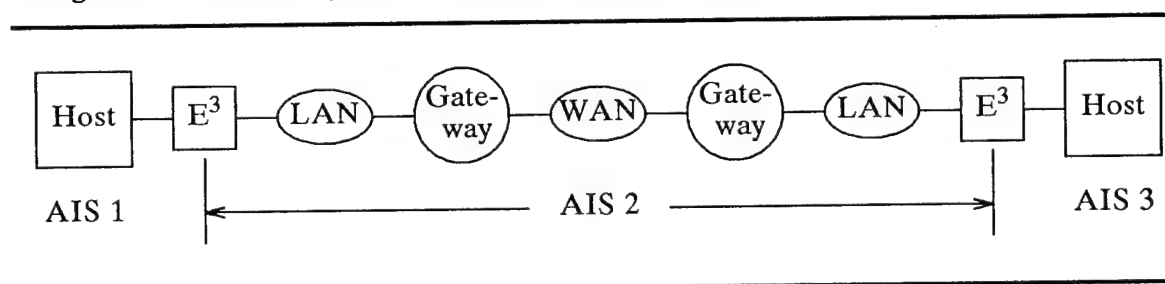 Host
E³
LAN
Gate-
way
WAN
Gate-
way
LAN
E³
Host
AIS 1
AIS 2
AIS 3